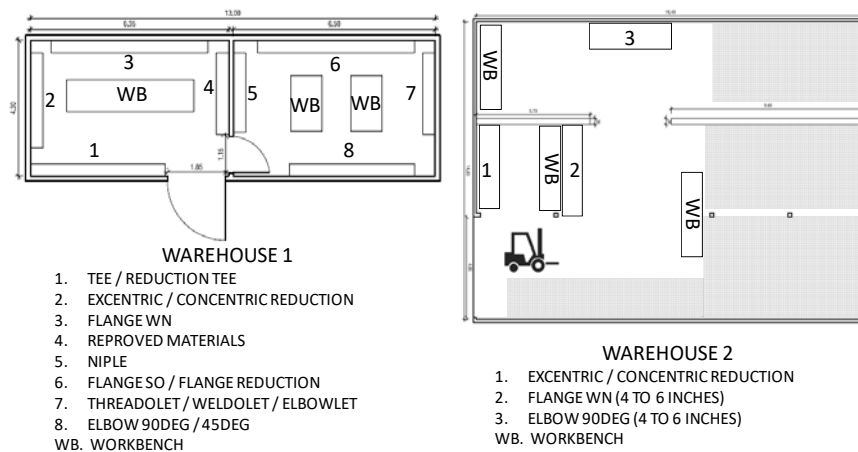 13,00
6,35
6,50
3
6
4,30
2
WB
4
5
WB
WB
7
1,15
1
1,85
8
WAREHOUSE 1
1. TEE / REDUCTION TEE
2. EXCENTRIC / CONCENTRIC REDUCTION
3. FLANGE WN
4. REPROVED MATERIALS
5. NIPLE
6. FLANGE SO / FLANGE REDUCTION
7. THREADOLET / WELDOLET / ELBOWLET
8. ELBOW 90DEG / 45DEG
WB. WORKBENCH
WB
3
1
WB
2
WB
WAREHOUSE 2
1. EXCENTRIC / CONCENTRIC REDUCTION
2. FLANGE WN (4 TO 6 INCHES)
3. ELBOW 90DEG (4 TO 6 INCHES)
WB. WORKBENCH